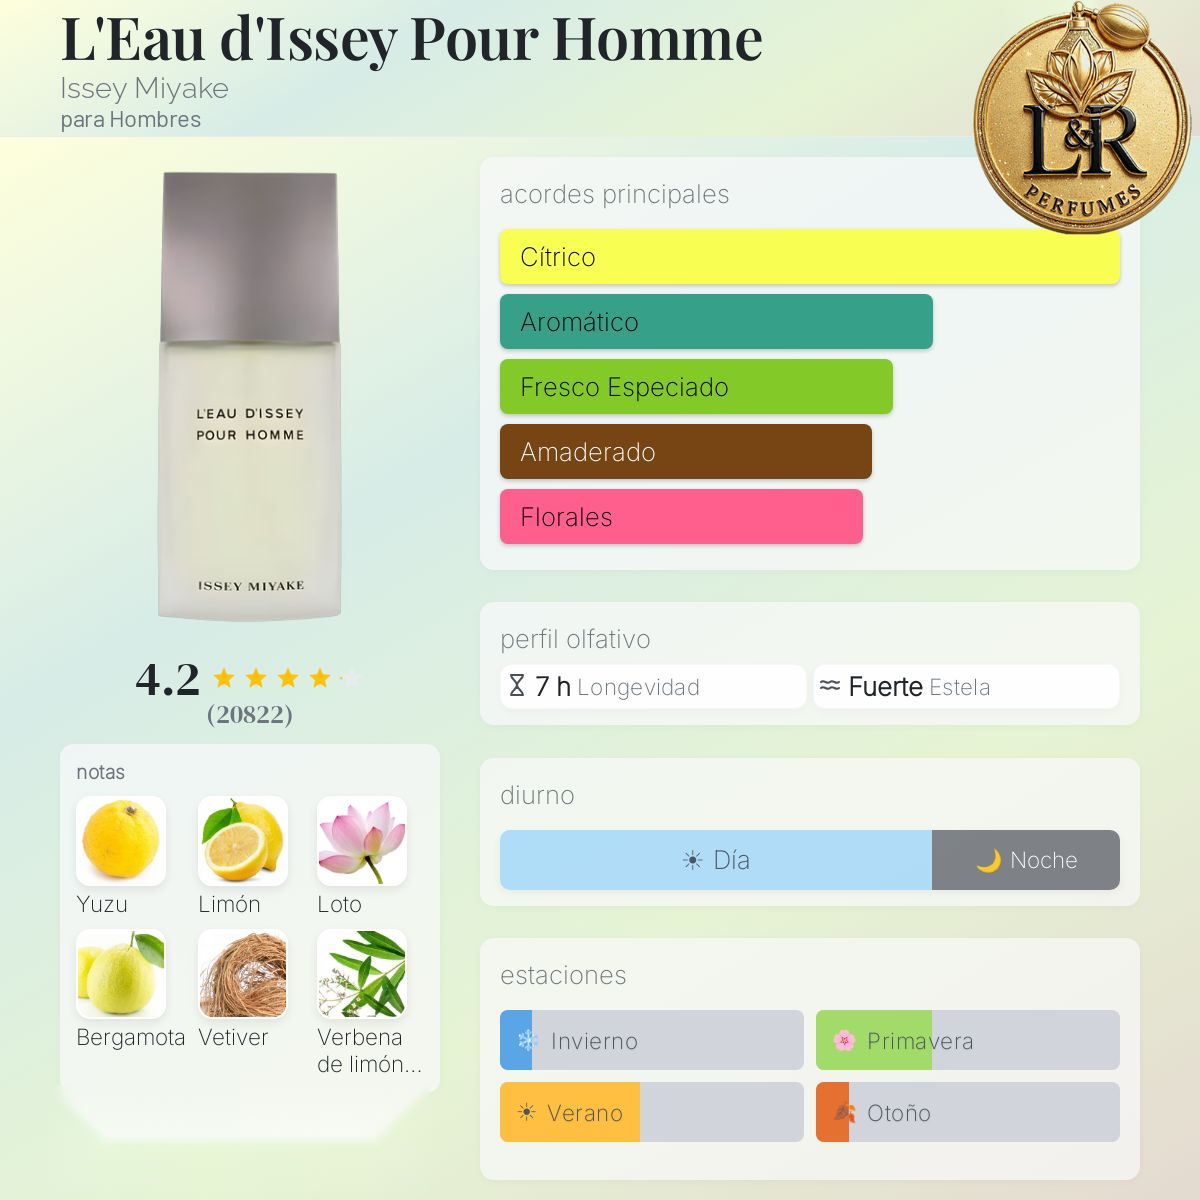 L'Eau d'Issey Pour Homme
Issey Miyake
para Hombres
L&R
PERFUMES
L'EAU D'ISSEY
POUR HOMME
ISSEY MIYAKE
4.2
(20822)
notas
Yuzu
Limón
Loto
Bergamota
Vetiver
Verbena
de limón...
acordes principales
Cítrico
Aromático
Fresco Especiado
Amaderado
Florales
perfil olfativo
7 h Longevidad
Fuerte Estela
diurno
Día
Noche
estaciones
Invierno
Primavera
Verano
Otoño